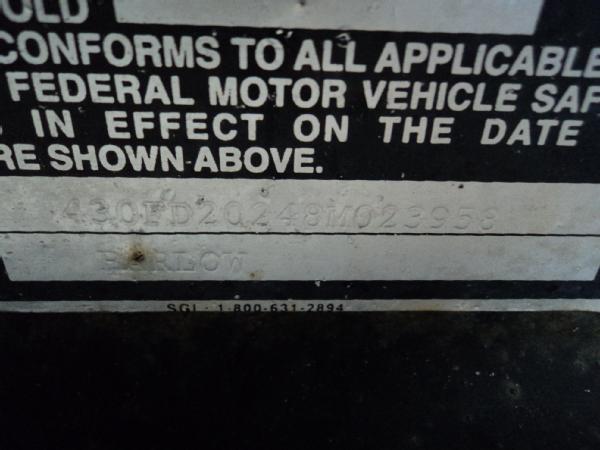 OLD
CONFORMS TO ALL APPLICABLE
FEDERAL MOTOR VEHICLE SAF
IN EFFECT ON THE DATE
RE SHOWN ABOVE.
430FD20248M023958
BARLOW
SGI - 1-800-631-2894